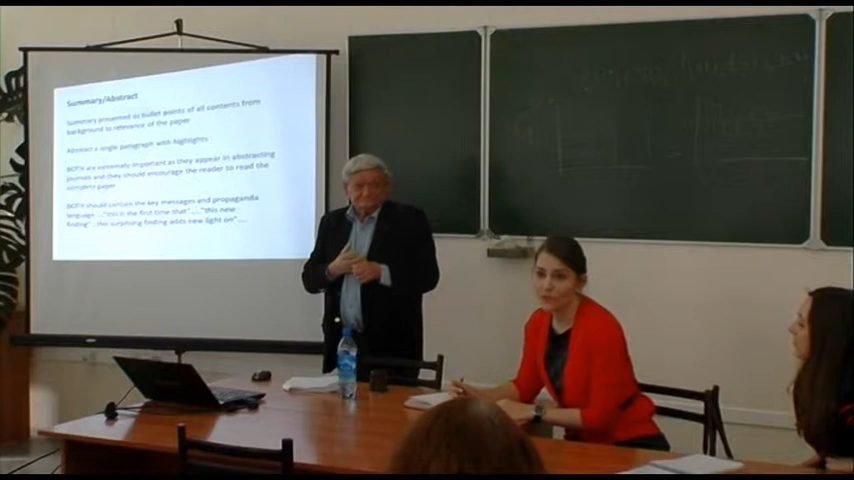 Summary/Abstract
Summary presented as bullet points of all contents from
background to relevance of the paper
Abstract a single paragraph with highlights
BOTH are extremely important as they appear in abstracting
journals and they should encourage the reader to read the
complete paper
BOTH should contain the key messages and propaganda
language …"this is the first time that"….."this new
finding"…this surprising finding adds new light on"….